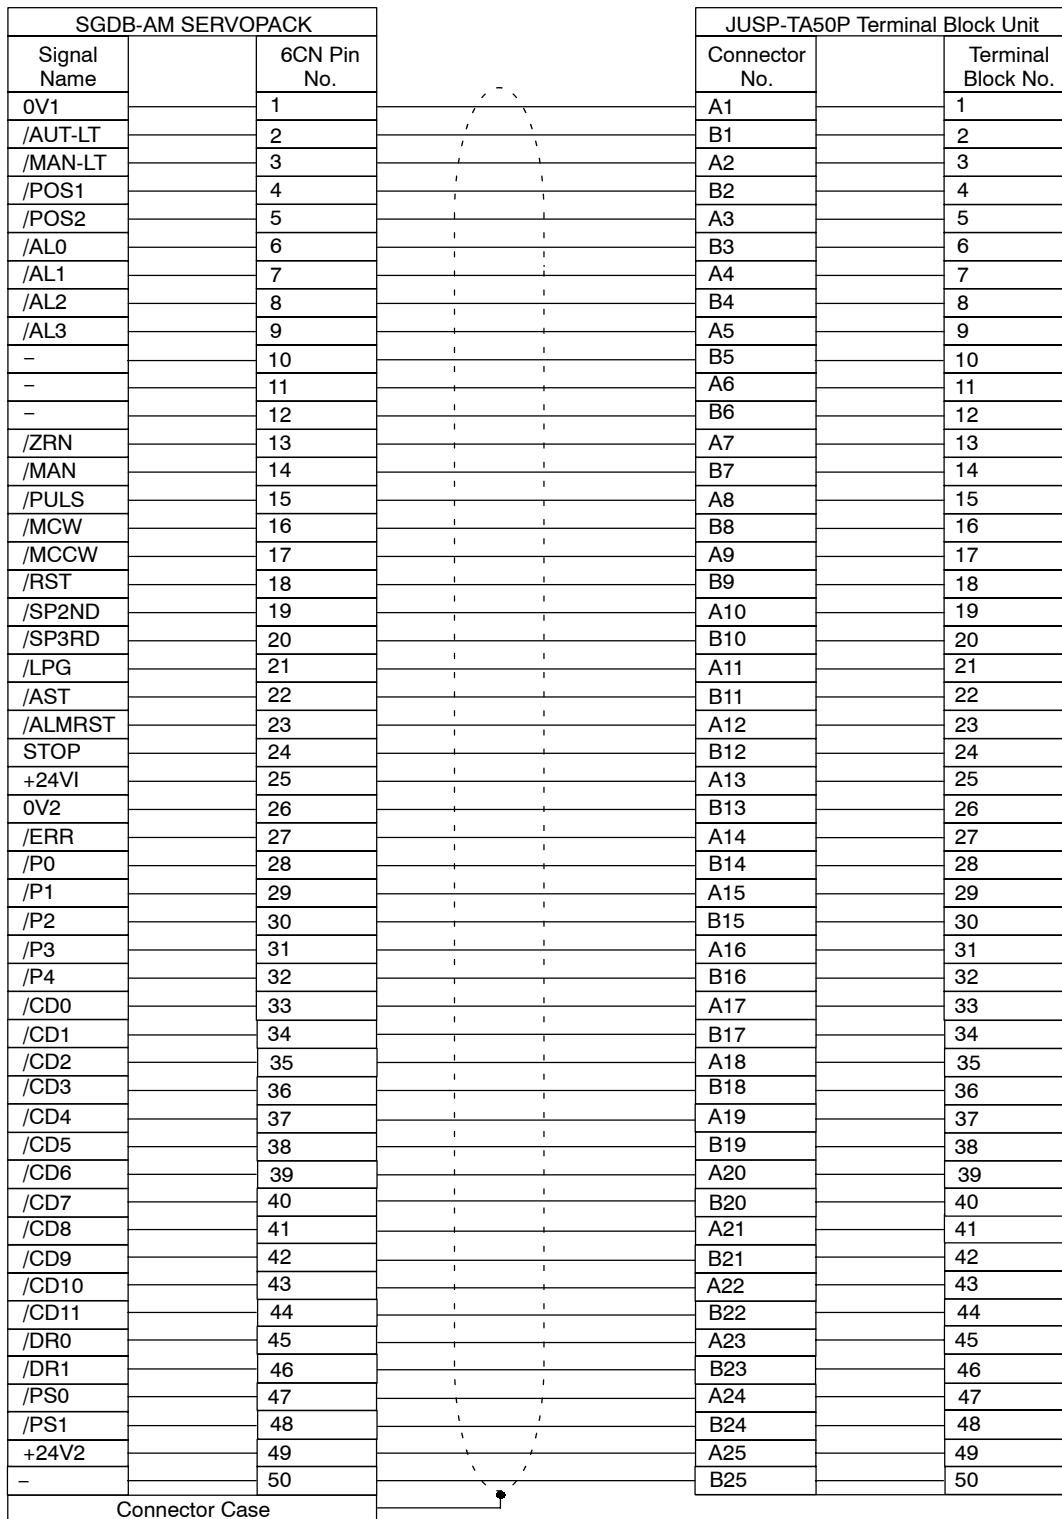 SGDB-AM SERVOPACK JUSP-TA50P Terminal Block Unit
Signal Name 6CN Pin No. Connector No. Terminal Block No.
0V1 1 A1 1
/AUT-LT 2 B1 2
/MAN-LT 3 A2 3
/POS1 4 B2 4
/POS2 5 A3 5
/AL0 6 B3 6
/AL1 7 A4 7
/AL2 8 B4 8
/AL3 9 A5 9
– 10 B5 10
– 11 A6 11
– 12 B6 12
/ZRN 13 A7 13
/MAN 14 B7 14
/PULS 15 A8 15
/MCW 16 B8 16
/MCCW 17 A9 17
/RST 18 B9 18
/SP2ND 19 A10 19
/SP3RD 20 B10 20
/LPG 21 A11 21
/AST 22 B11 22
/ALMRST 23 A12 23
STOP 24 B12 24
+24VI 25 A13 25
0V2 26 B13 26
/ERR 27 A14 27
/P0 28 B14 28
/P1 29 A15 29
/P2 30 B15 30
/P3 31 A16 31
/P4 32 B16 32
/CD0 33 A17 33
/CD1 34 B17 34
/CD2 35 A18 35
/CD3 36 B18 36
/CD4 37 A19 37
/CD5 38 B19 38
/CD6 39 A20 39
/CD7 40 B20 40
/CD8 41 A21 41
/CD9 42 B21 42
/CD10 43 A22 43
/CD11 44 B22 44
/DR0 45 A23 45
/DR1 46 B23 46
/PS0 47 A24 47
/PS1 48 B24 48
+24V2 49 A25 49
– 50 B25 50
Connector Case